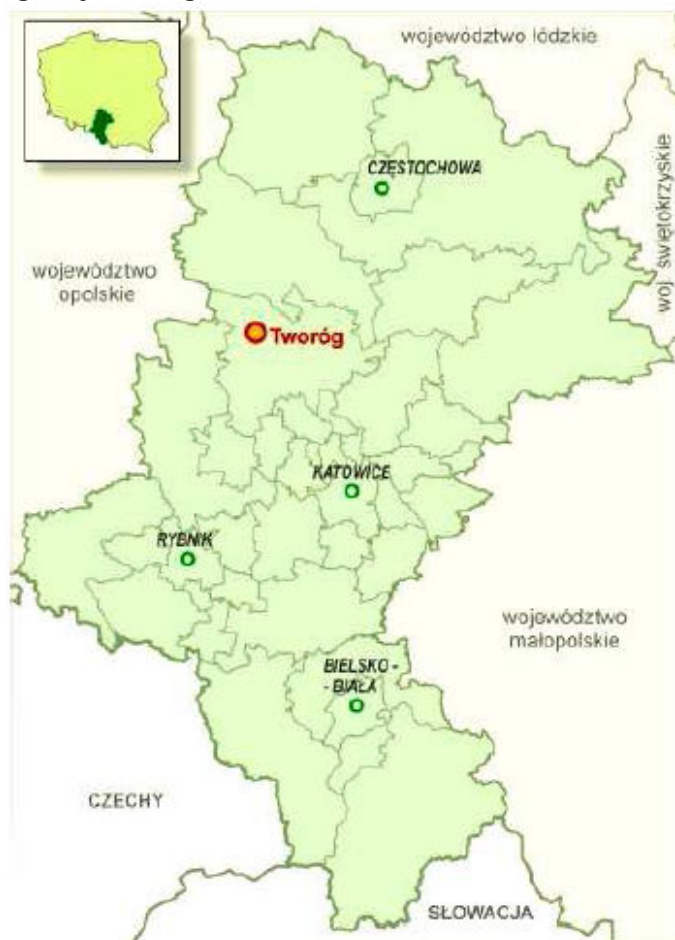 województwo łódzkie
CZĘSTOCHOWA
woj. świętokrzyskie
województwo
opolskie
Tworóg
KATOWICE
RYBNIK
województwo
małopolskie
BIELSKO -
- BIAŁA
CZECHY
SŁOWACJA